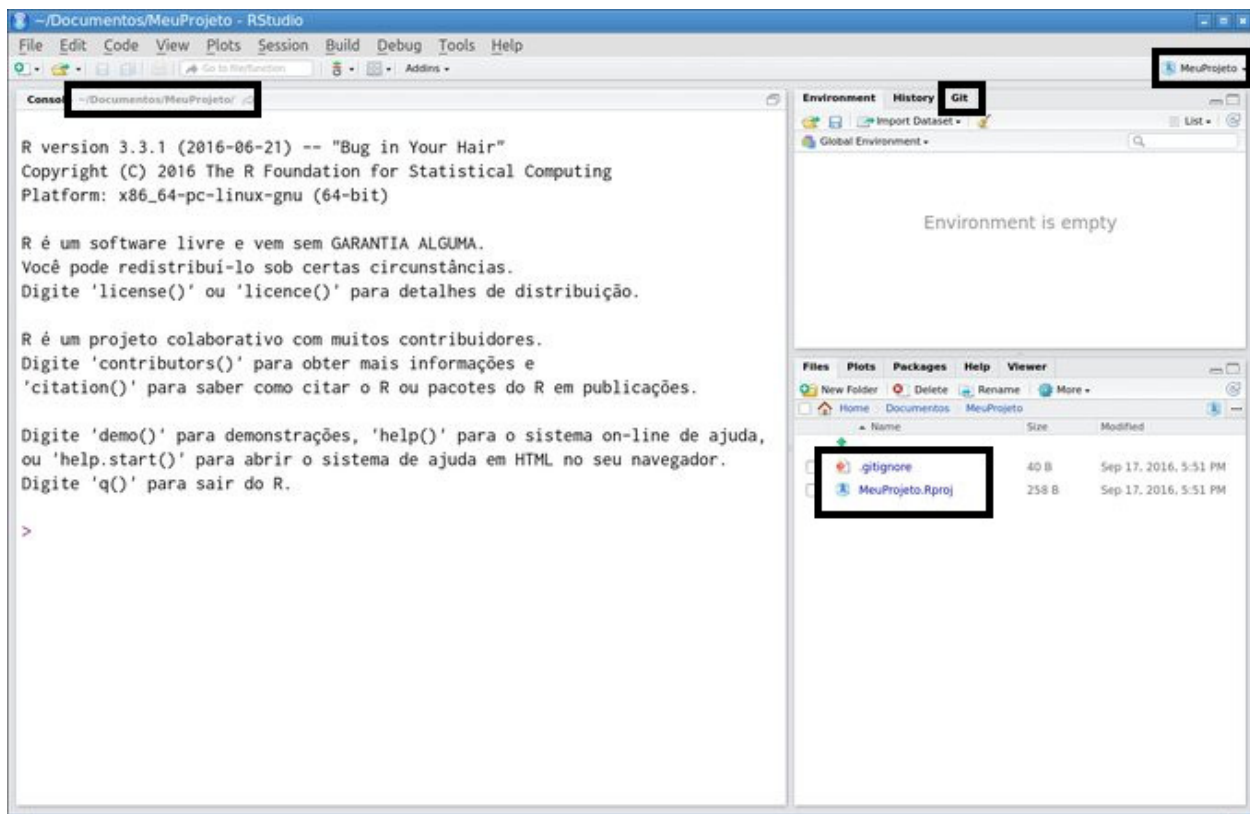 ~/Documentos/MeuProjeto - RStudio
File Edit Code View Plots Session Build Debug Tools Help
Go to file/function Addins
MeuProjeto
Console ~/Documentos/MeuProjeto/
R version 3.3.1 (2016-06-21) -- "Bug in Your Hair"
Copyright (C) 2016 The R Foundation for Statistical Computing
Platform: x86_64-pc-linux-gnu (64-bit)
R é um software livre e vem sem GARANTIA ALGUMA.
Você pode redistribuí-lo sob certas circunstâncias.
Digite 'license()' ou 'licence()' para detalhes de distribuição.
R é um projeto colaborativo com muitos contribuidores.
Digite 'contributors()' para obter mais informações e
'citation()' para saber como citar o R ou pacotes do R em publicações.
Digite 'demo()' para demonstrações, 'help()' para o sistema on-line de ajuda,
ou 'help.start()' para abrir o sistema de ajuda em HTML no seu navegador.
Digite 'q()' para sair do R.
>
Environment History Git
Import Dataset List
Global Environment
Environment is empty
Files Plots Packages Help Viewer
New Folder Delete Rename More
Home Documentos MeuProjeto
Name Size Modified
.gitignore 40 B Sep 17, 2016, 5:51 PM
MeuProjeto.Rproj 258 B Sep 17, 2016, 5:51 PM